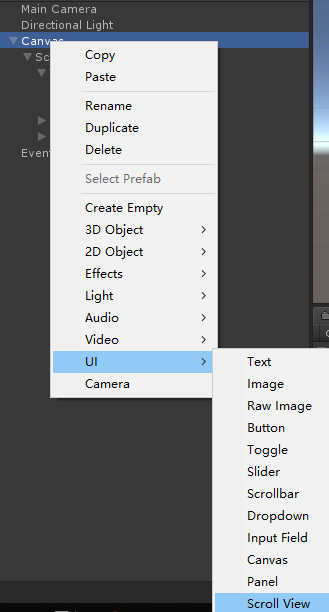 Main Camera
Directional Light
Canvas
Sc
Event
Copy
Paste
Rename
Duplicate
Delete
Select Prefab
Create Empty
3D Object
2D Object
Effects
Light
Audio
Video
UI
Camera
Text
Image
Raw Image
Button
Toggle
Slider
Scrollbar
Dropdown
Input Field
Canvas
Panel
Scroll View